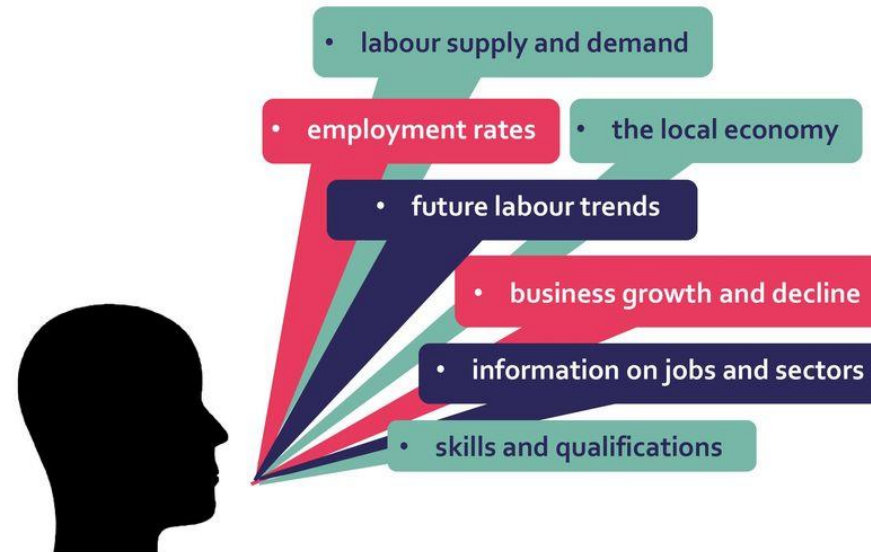 • labour supply and demand
• employment rates
• the local economy
• future labour trends
• business growth and decline
• information on jobs and sectors
• skills and qualifications